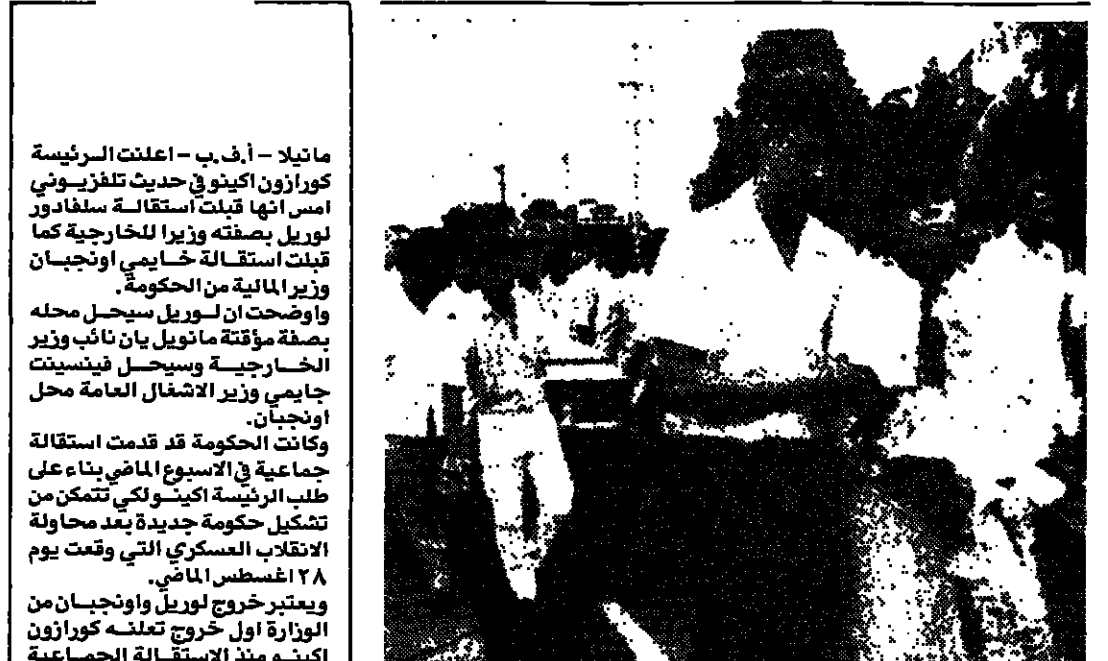 مانيلا – أ.ف.ب – اعلنت الرئيسة
كورازون اكينو في حديث تلفزيوني
امس انها قبلت استقالة سلفادور
لوريل بصفته وزيرا للخارجية كما
قبلت استقالة خايمي اونجبان
وزير المالية من الحكومة.
واوضحت ان لوريل سيحل محله
بصفة مؤقتة مانويل يان نائب وزير
الخارجية وسيحل فينسينت
جايمي وزير الاشغال العامة محل
اونجبان.
وكانت الحكومة قد قدمت استقالة
جماعية في الاسبوع الماضي بناء على
طلب الرئيسة اكينو لكي تتمكن من
تشكيل حكومة جديدة بعد محاولة
الانقلاب العسكري التي وقعت يوم
٢٨ اغسطس الماضي.
ويعتبر خروج لوريل واونجبان من
الوزارة اول خروج تعلنه كورازون
اكينو منذ الاستقالة الجماعية